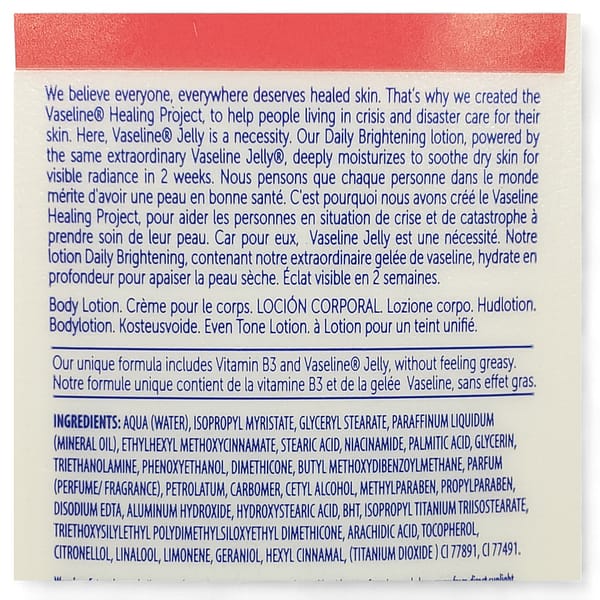 We believe everyone, everywhere deserves healed skin. That's why we created the
Vaseline® Healing Project, to help people living in crisis and disaster care for their
skin. Here, Vaseline® Jelly is a necessity. Our Daily Brightening lotion, powered by
the same extraordinary Vaseline Jelly®, deeply moisturizes to soothe dry skin for
visible radiance in 2 weeks. Nous pensons que chaque personne dans le monde
mérite d'avoir une peau en bonne santé. C'est pourquoi nous avons créé le Vaseline
Healing Project, pour aider les personnes en situation de crise et de catastrophe à
prendre soin de leur peau. Car pour eux, Vaseline Jelly est une nécessité. Notre
lotion Daily Brightening, contenant notre extraordinaire gelée de vaseline, hydrate en
profondeur pour apaiser la peau sèche. Éclat visible en 2 semaines.
Body Lotion. Crème pour le corps. LOCIÓN CORPORAL. Lozione corpo. Hudlotion.
Bodylotion. Kosteusvoide. Even Tone Lotion. à Lotion pour un teint unifié.
Our unique formula includes Vitamin B3 and Vaseline® Jelly, without feeling greasy.
Notre formule unique contient de la vitamine B3 et de la gelée Vaseline, sans effet gras.
INGREDIENTS: AQUA (WATER), ISOPROPYL MYRISTATE, GLYCERYL STEARATE, PARAFFINUM LIQUIDUM
(MINERAL OIL), ETHYLHEXYL METHOXYCINNAMATE, STEARIC ACID, NIACINAMIDE, PALMITIC ACID, GLYCERIN,
TRIETHANOLAMINE, PHENOXYETHANOL, DIMETHICONE, BUTYL METHOXYDIBENZOYLMETHANE, PARFUM
(PERFUME/ FRAGRANCE), PETROLATUM, CARBOMER, CETYL ALCOHOL, METHYLPARABEN, PROPYLPARABEN,
DISODIUM EDTA, ALUMINUM HYDROXIDE, HYDROXYSTEARIC ACID, BHT, ISOPROPYL TITANIUM TRIISOSTEARATE,
TRIETHOXYSILYLETHYL POLYDIMETHYLSILOXYETHYL DIMETHICONE, ARACHIDIC ACID, TOCOPHEROL,
CITRONELLOL, LINALOOL, LIMONENE, GERANIOL, HEXYL CINNAMAL, (TITANIUM DIOXIDE ) CI 77891, CI 77491.
from direct sunlight